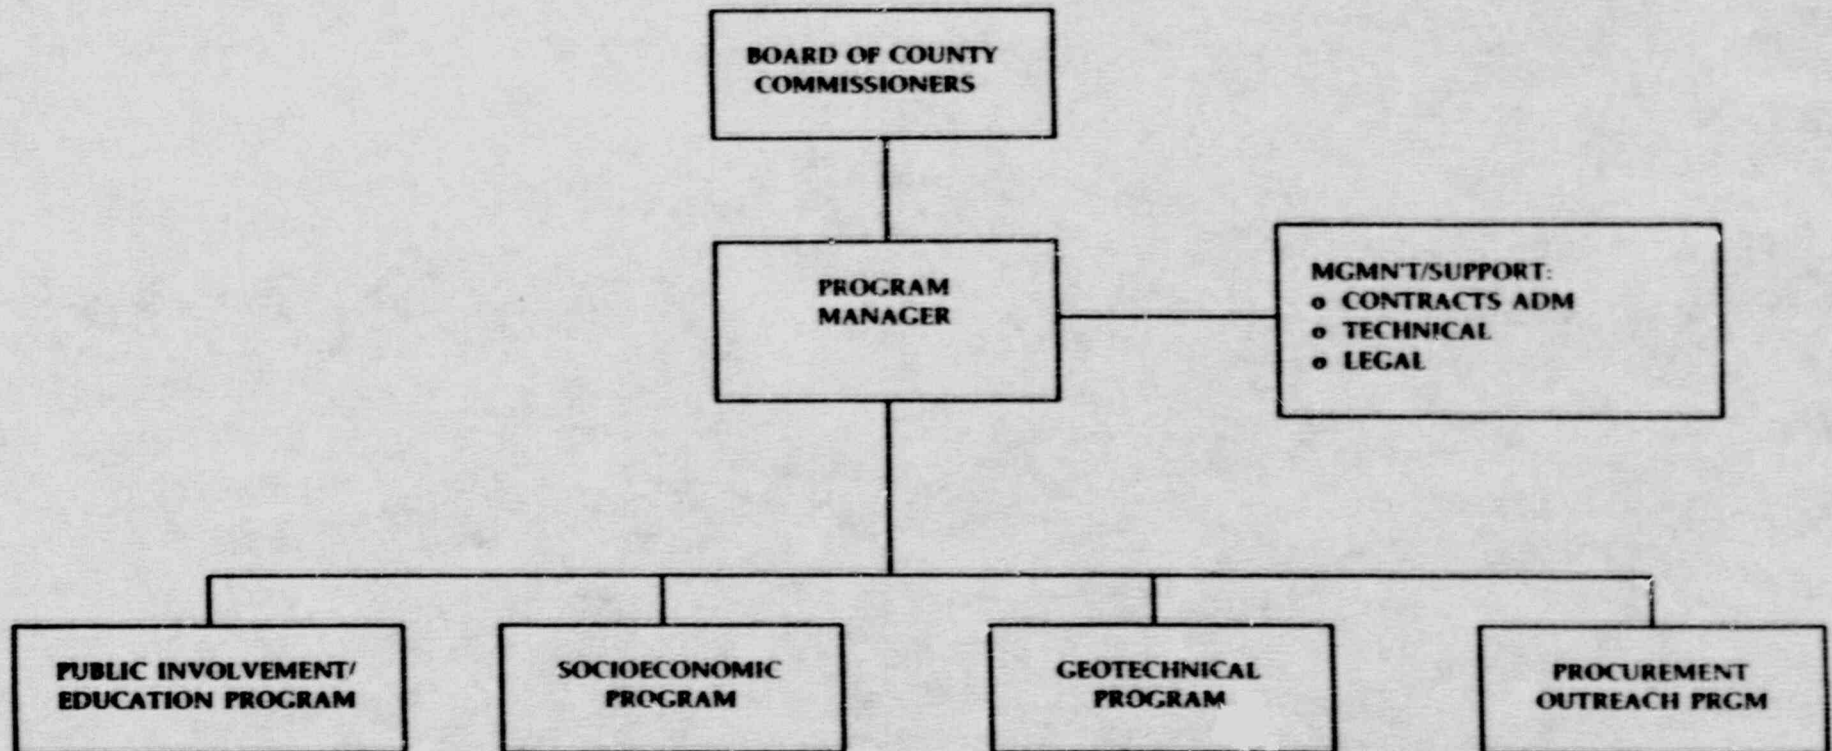 BOARD OF COUNTY
COMMISSIONERS
PROGRAM
MANAGER
MGMN'T/SUPPORT:
o CONTRACTS ADM
o TECHNICAL
o LEGAL
PUBLIC INVOLVEMENT/
EDUCATION PROGRAM
SOCIOECONOMIC
PROGRAM
GEOTECHNICAL
PROGRAM
PROCUREMENT
OUTREACH PRGM